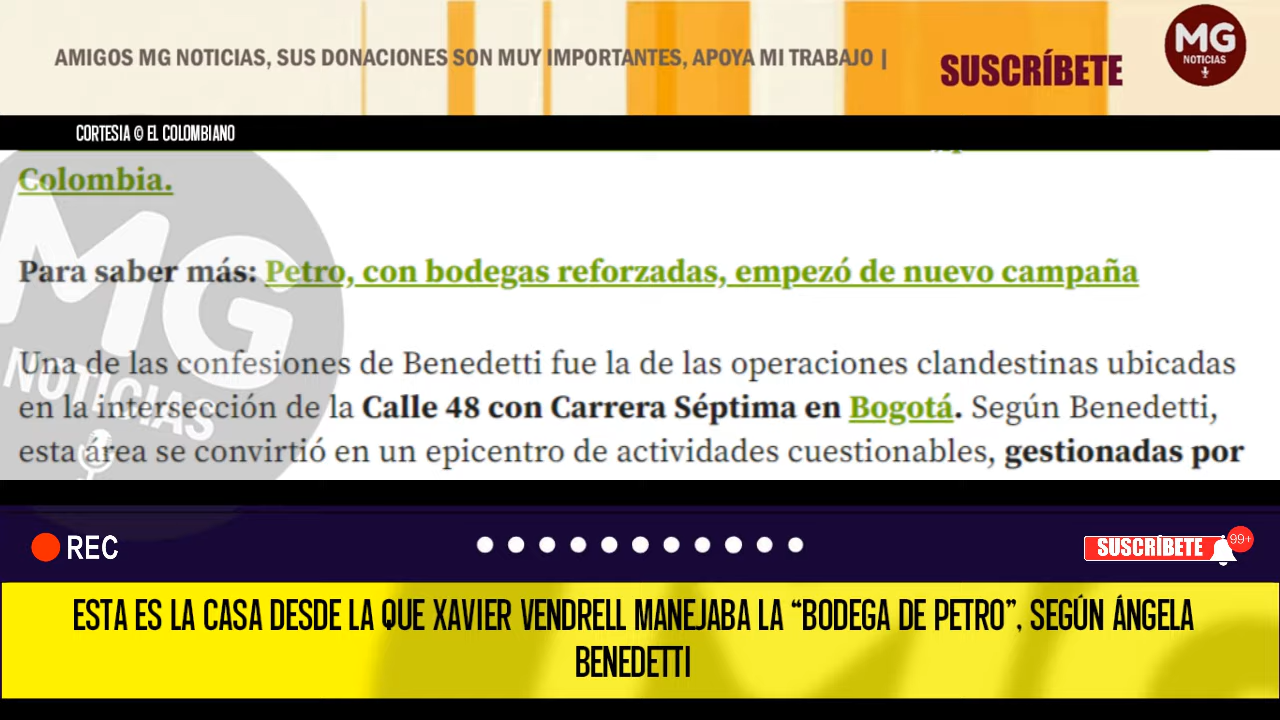 AMIGOS MG NOTICIAS, SUS DONACIONES SON MUY IMPORTANTES, APOYA MI TRABAJO |
SUSCRÍBETE
MG
NOTICIAS
CORTESIA © EL COLOMBIANO
Colombia.
Para saber más: Petro, con bodegas reforzadas, empezó de nuevo campaña
Una de las confesiones de Benedetti fue la de las operaciones clandestinas ubicadas
en la intersección de la Calle 48 con Carrera Séptima en Bogotá. Según Benedetti,
esta área se convirtió en un epicentro de actividades cuestionables, gestionadas por
MG
NOTICIAS
REC
SUSCRÍBETE
99+
ESTA ES LA CASA DESDE LA QUE XAVIER VENDRELL MANEJABA LA “BODEGA DE PETRO”, SEGÚN ÁNGELA
BENEDETTI